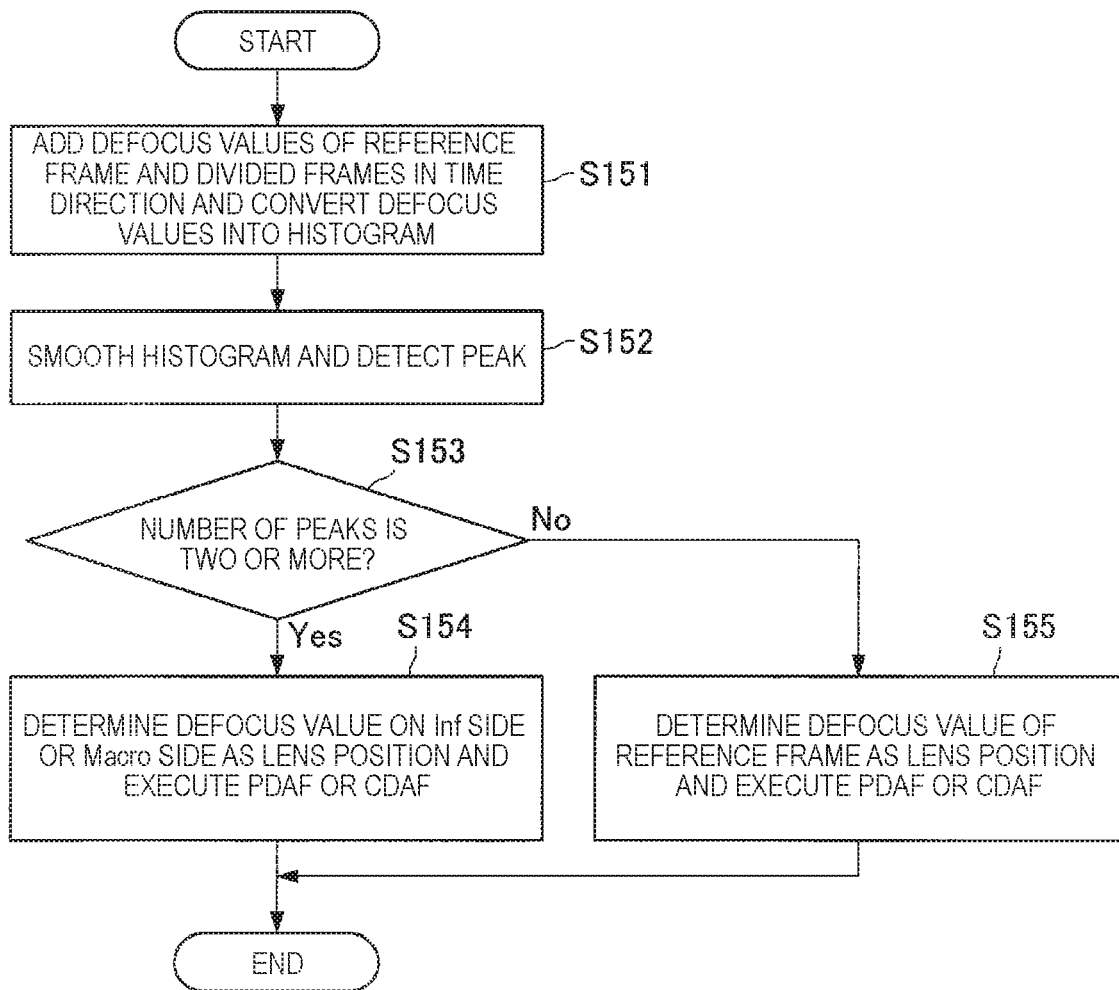 START
ADD DEFOCUS VALUES OF REFERENCE
FRAME AND DIVIDED FRAMES IN TIME
DIRECTION AND CONVERT DEFOCUS
VALUES INTO HISTOGRAM
S151
SMOOTH HISTOGRAM AND DETECT PEAK
S152
S153
NUMBER OF PEAKS IS
TWO OR MORE?
No
Yes
S154
DETERMINE DEFOCUS VALUE ON Inf SIDE
OR Macro SIDE AS LENS POSITION AND
EXECUTE PDAF OR CDAF
S155
DETERMINE DEFOCUS VALUE OF
REFERENCE FRAME AS LENS POSITION
AND EXECUTE PDAF OR CDAF
END